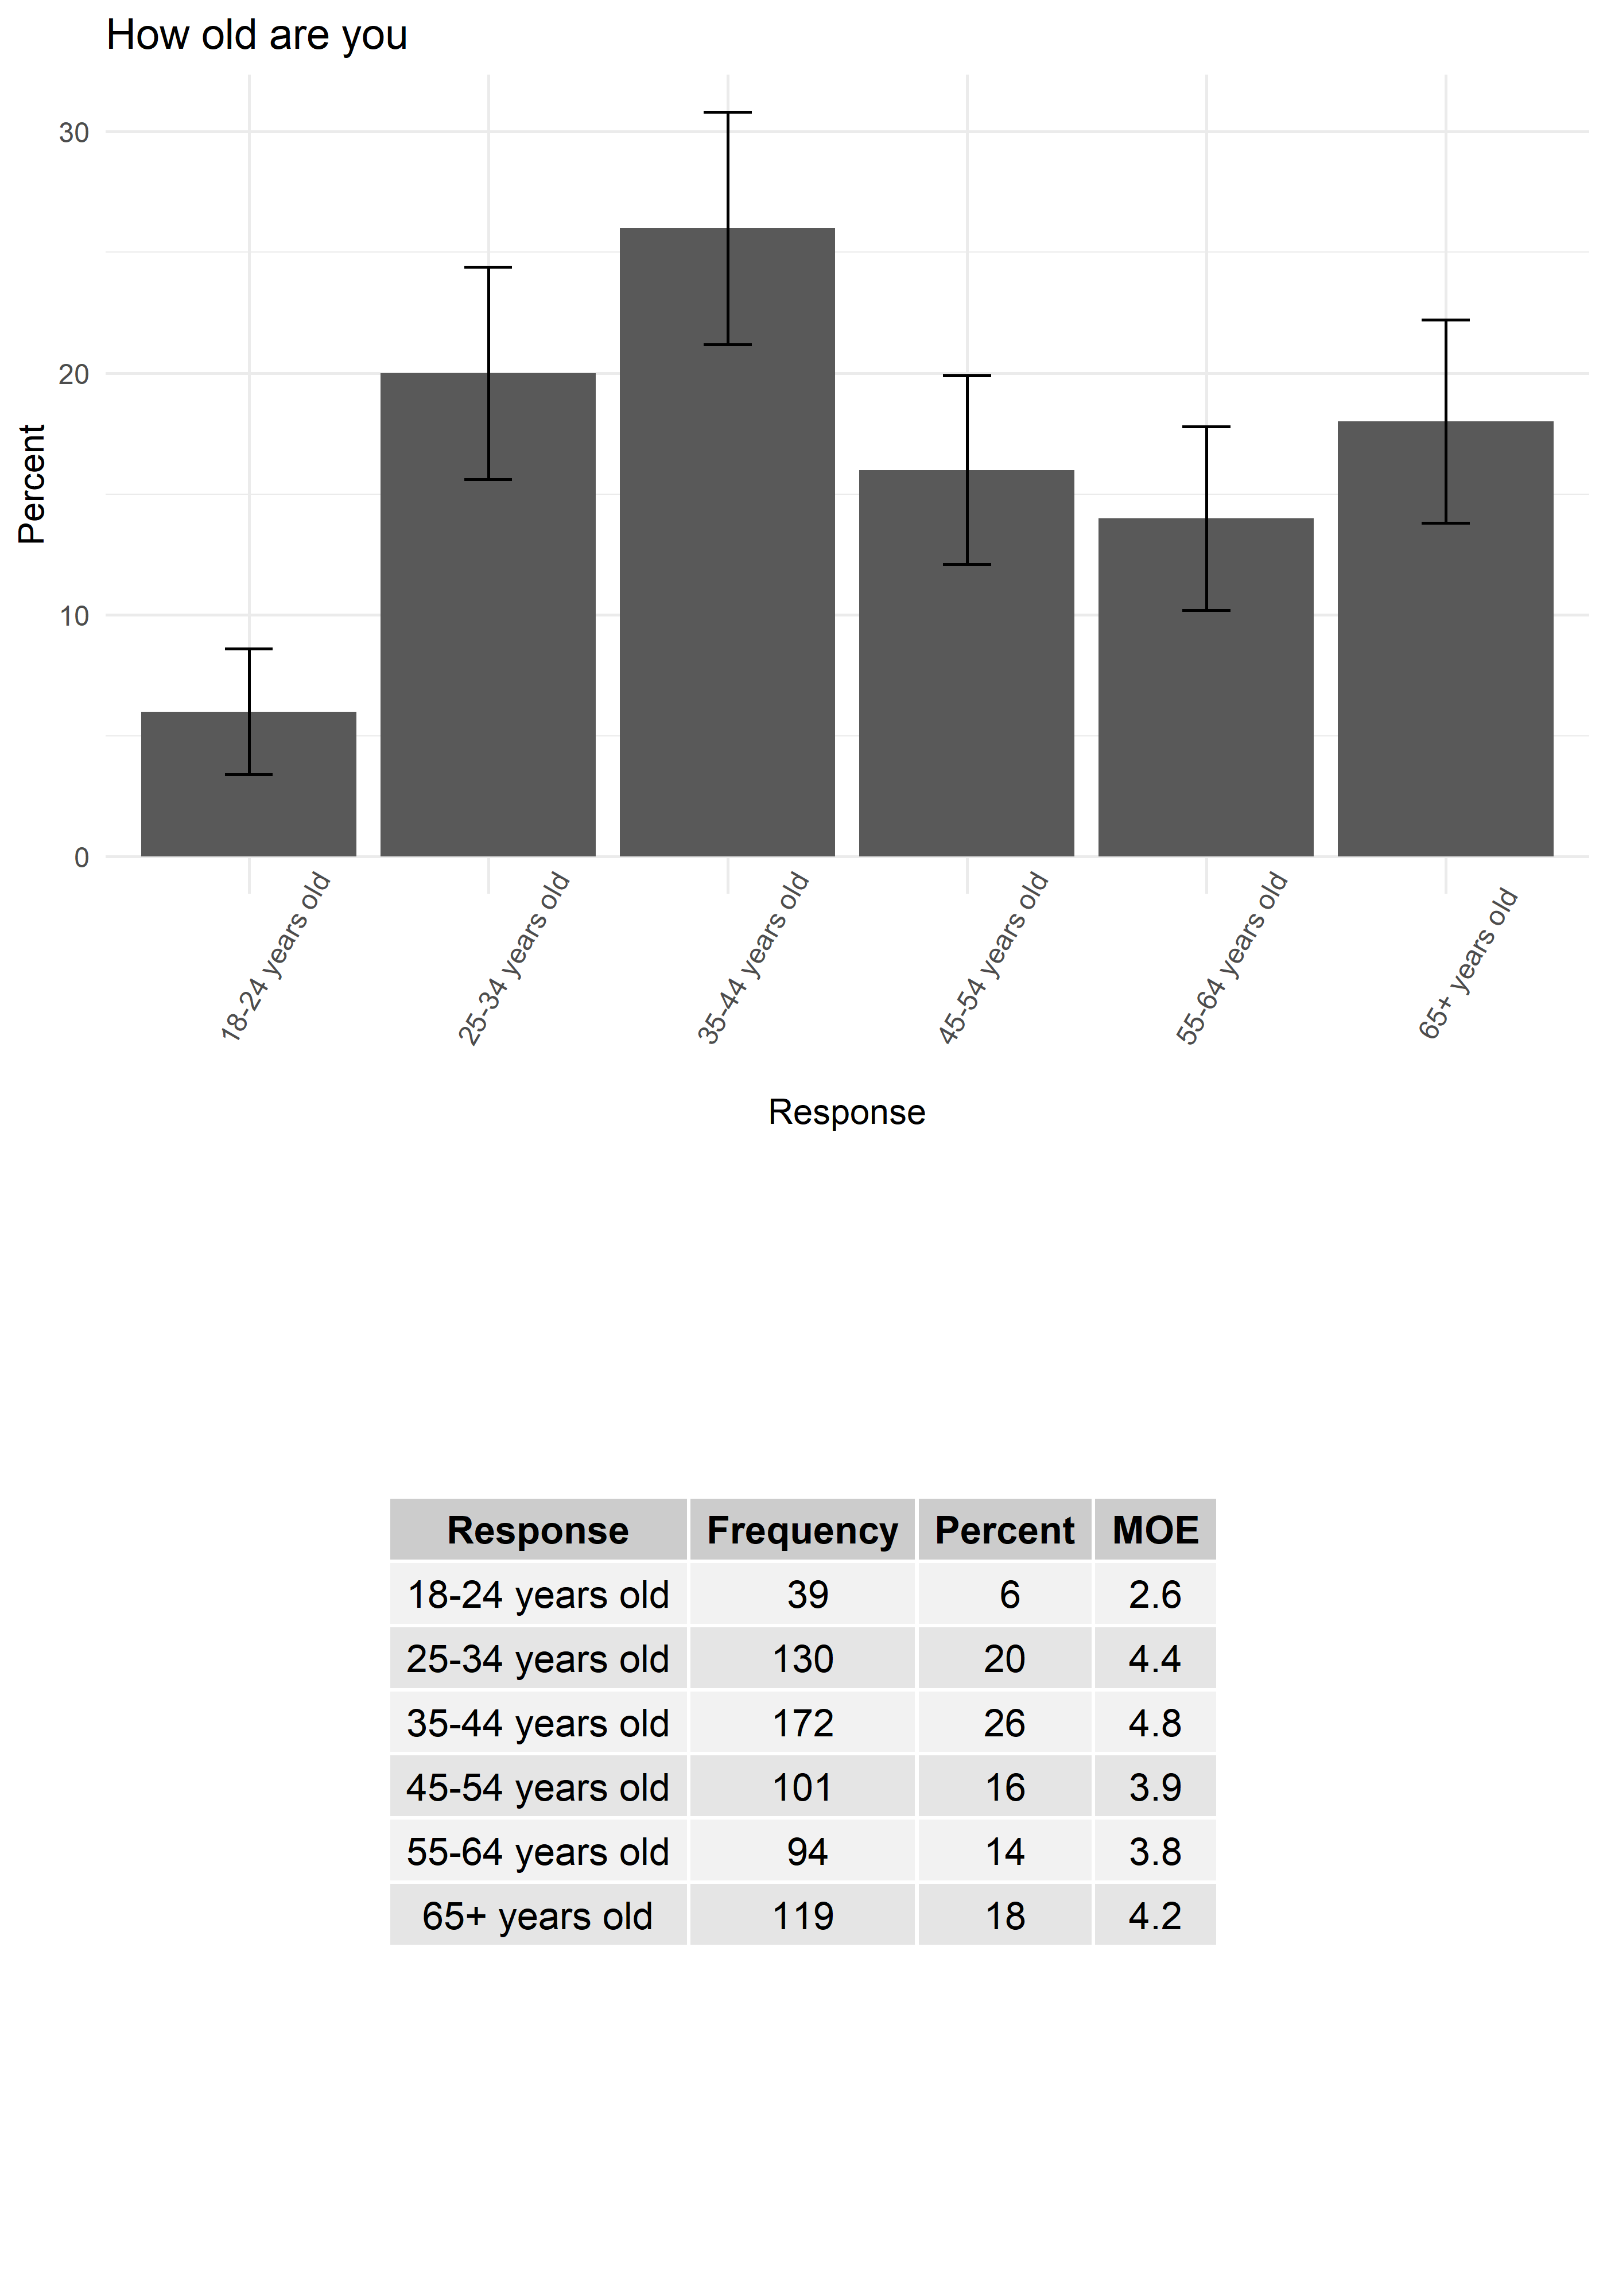 How old are you
30
20
10
0
Percent
18-24 years old
25-34 years old
35-44 years old
45-54 years old
55-64 years old
65+ years old
Response
Response Frequency Percent MOE
18-24 years old 39 6 2.6
25-34 years old 130 20 4.4
35-44 years old 172 26 4.8
45-54 years old 101 16 3.9
55-64 years old 94 14 3.8
65+ years old 119 18 4.2